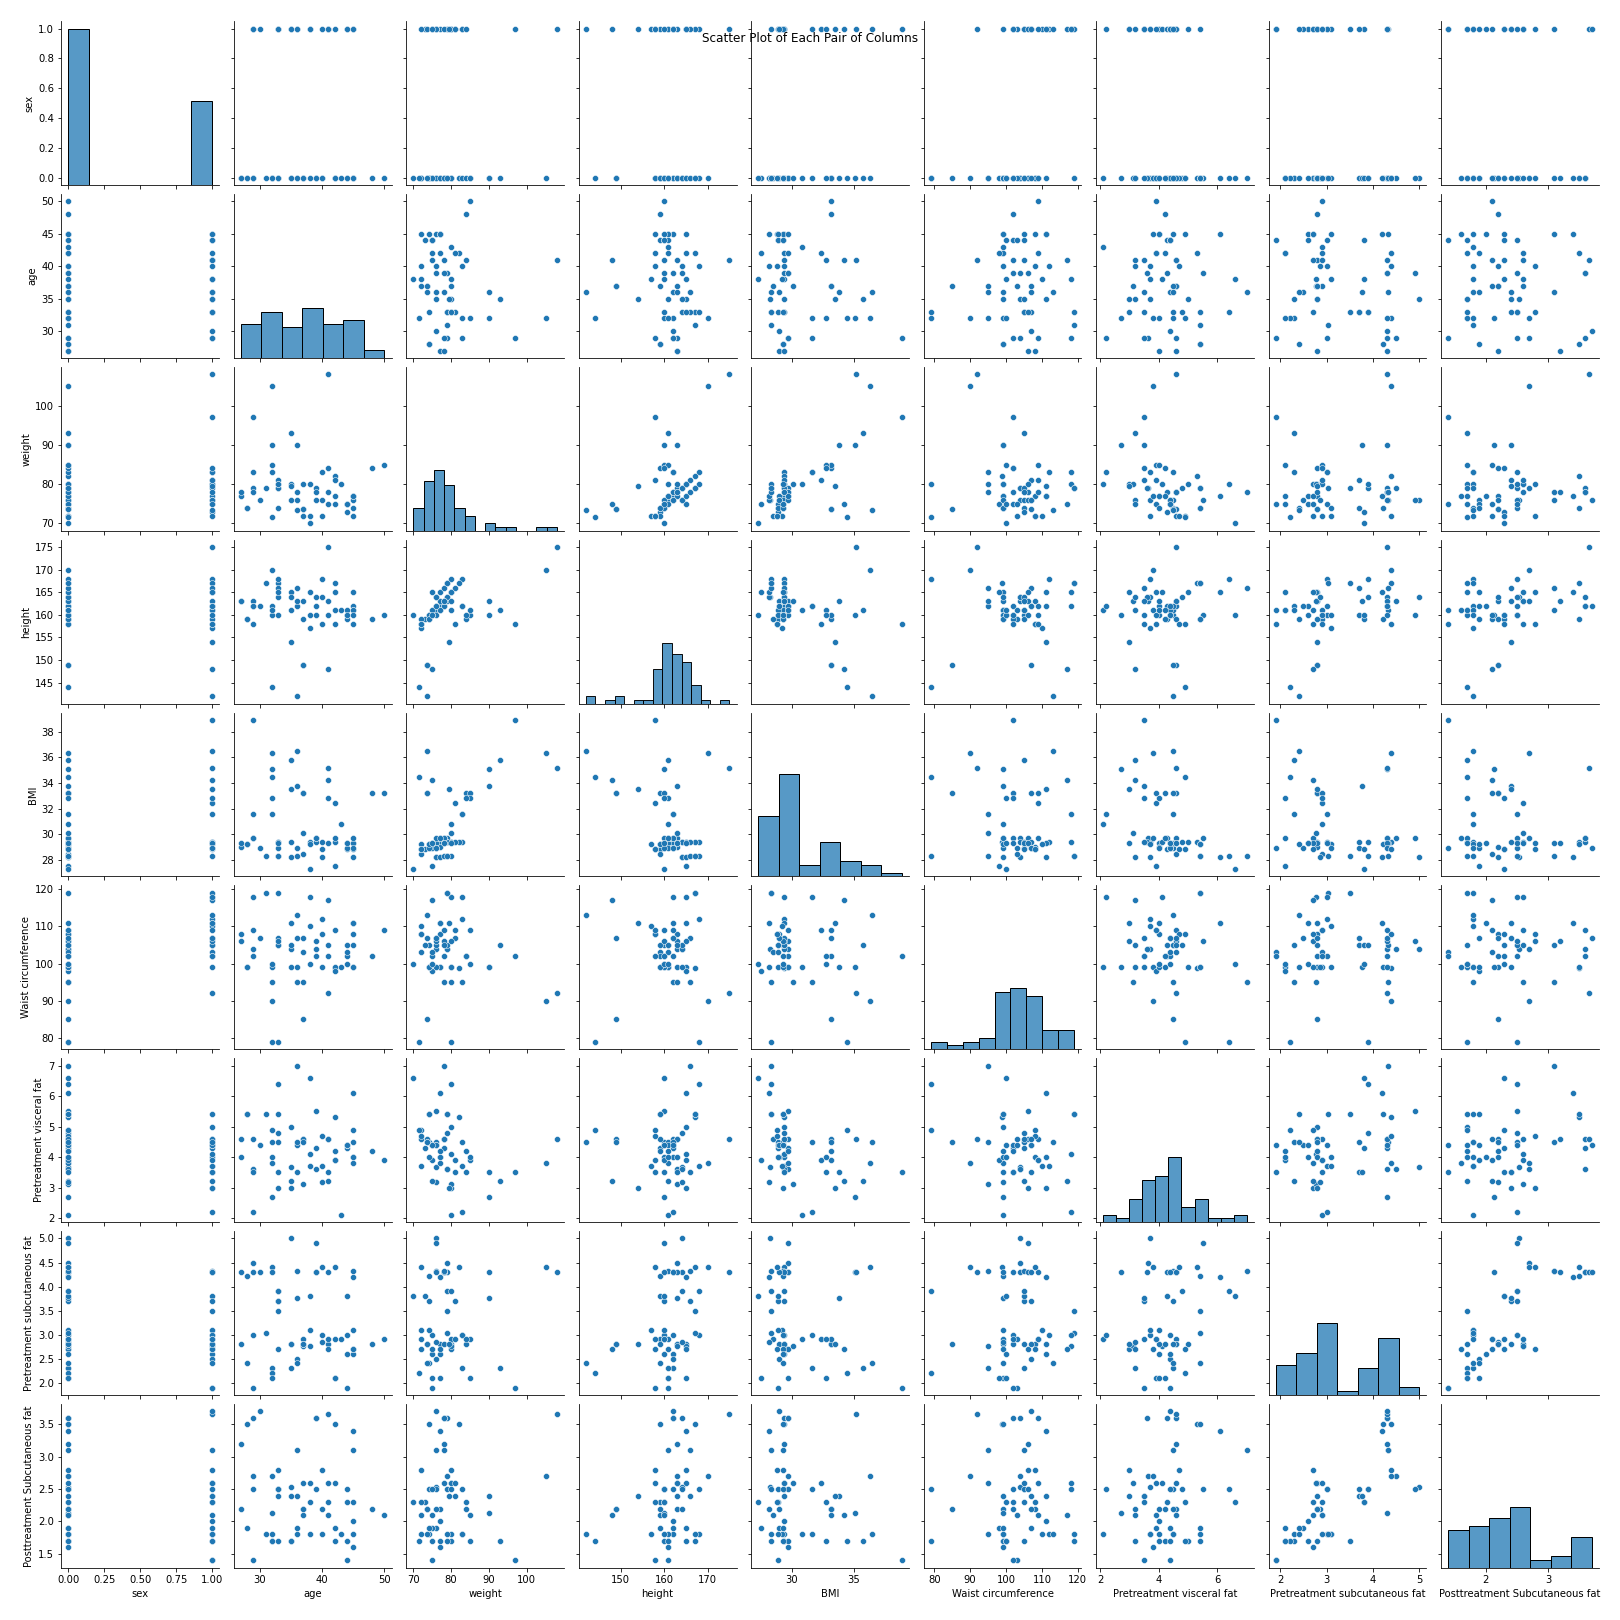 Scatter Plot of Each Pair of Columns
sex
1.0
0.8
0.6
0.4
0.2
0.0
age
50
45
40
35
30
weight
100
90
80
70
height
175
170
165
160
155
150
145
BMI
38
36
34
32
30
28
Waist circumference
120
110
100
90
80
Pretreatment visceral fat
7
6
5
4
3
2
Pretreatment subcutaneous fat
5.0
4.5
4.0
3.5
3.0
2.5
2.0
Posttreatment Subcutaneous fat
3.5
3.0
2.5
2.0
1.5
0.00 0.25 0.50 0.75 1.00
sex
30 40 50
age
70 80 90 100
weight
150 160 170
height
30 35
BMI
80 90 100 110 120
Waist circumference
2 4 6
Pretreatment visceral fat
2 3 4 5
Pretreatment subcutaneous fat
2 3
Posttreatment Subcutaneous fat